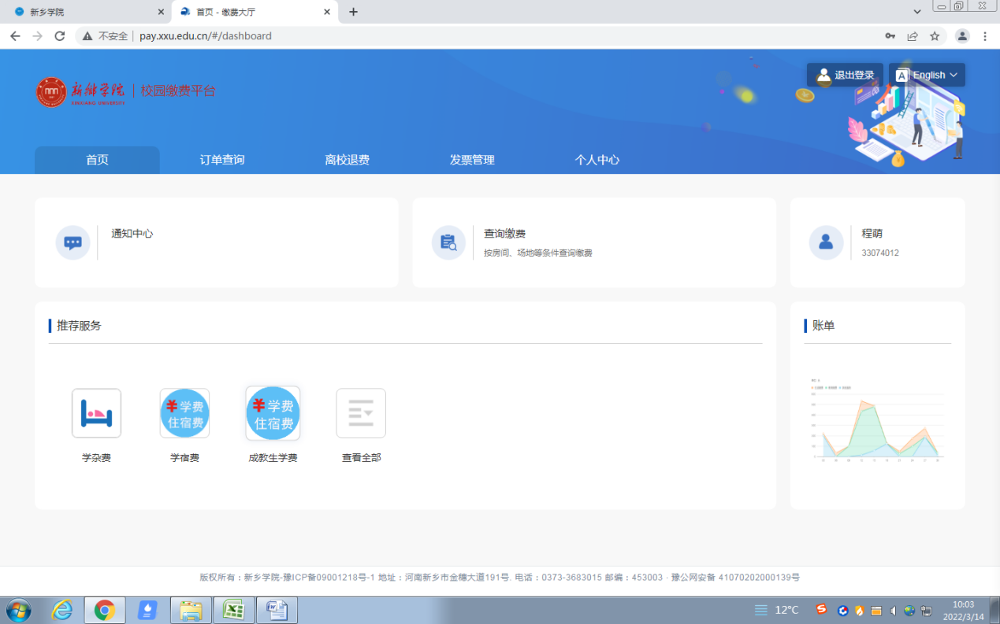 新乡学院
首页 - 缴费大厅
不安全
pay.xxu.edu.cn/#/dashboard
新乡学院
XINXIANG UNIVERSITY
校园缴费平台
退出登录
A English
首页
订单查询
离校退费
发票管理
个人中心
通知中心
查询缴费
按房间、场地等条件查询缴费
程萌
33074012
推荐服务
账单
¥学费
住宿费
¥学费
住宿费
学杂费
学宿费
成教生学费
查看全部
版权所有：新乡学院-豫ICP备09001218号-1 地址：河南新乡市金穗大道191号. 电话：0373-3683015 邮编：453003 · 豫公网安备 41070202000139号
12°C
10:03
2022/3/14